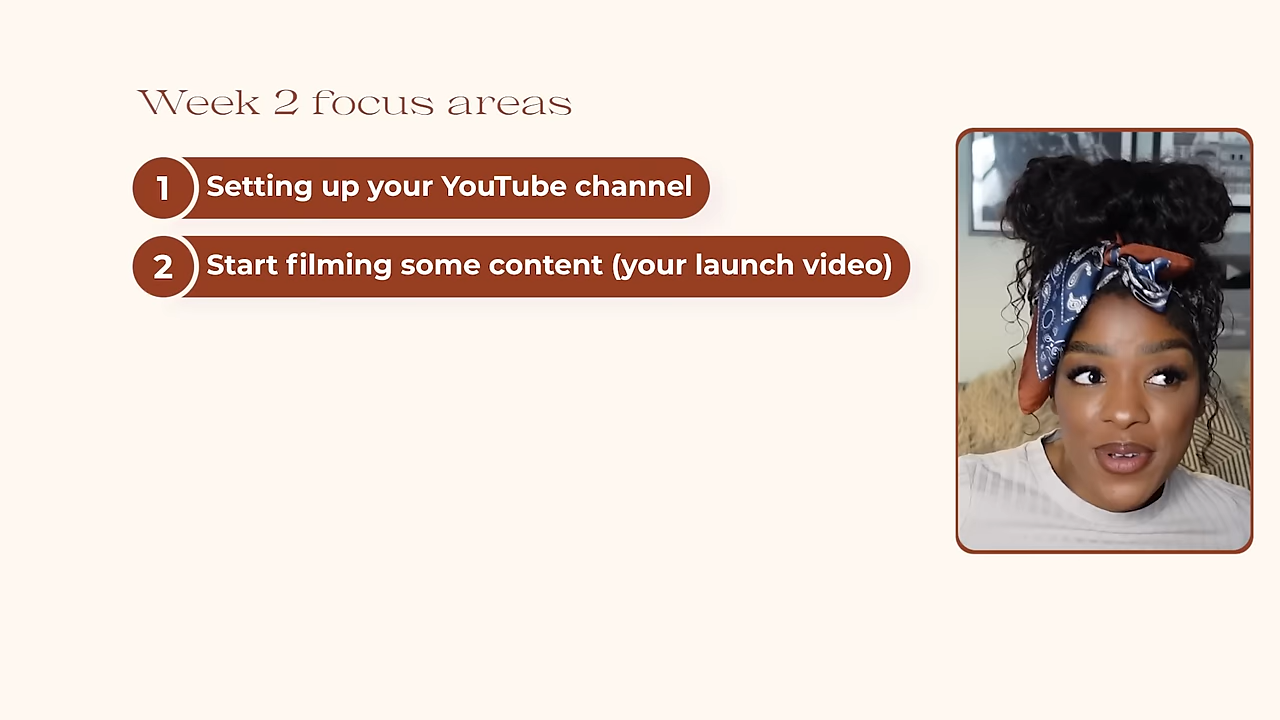 Week 2 focus areas
1 Setting up your YouTube channel
2 Start filming some content (your launch video)